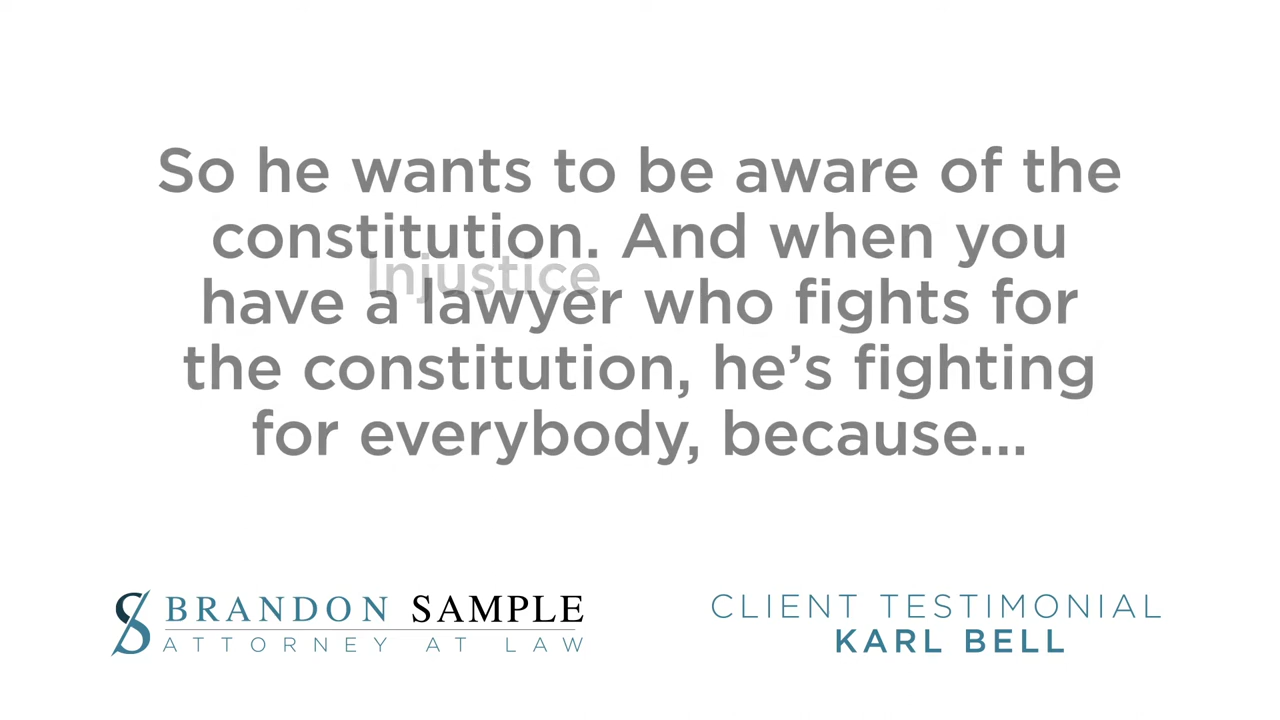 So he wants to be aware of the
constitution. And when you
Injustice
have a lawyer who fights for
the constitution, he’s fighting
for everybody, because...
BRANDON SAMPLE
ATTORNEY AT LAW
CLIENT TESTIMONIAL
KARL BELL